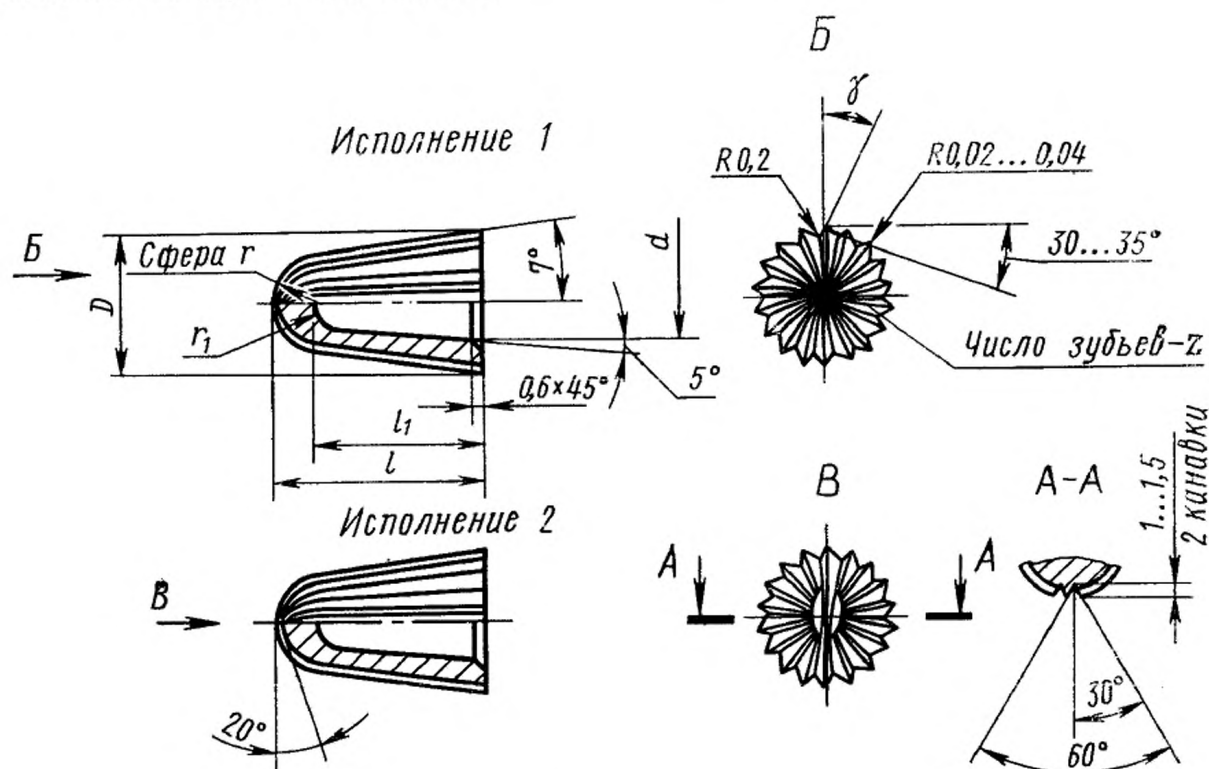 Б
Исполнение 1
γ
R0,2
R0,02...0,04
Б
Сфера r
D
7°
d
30...35°
r₁
Число зубьев-z
0,6×45°
5°
l₁
l
Исполнение 2
В
А-А
1...1,5
2 канавки
А
А
В
20°
30°
60°